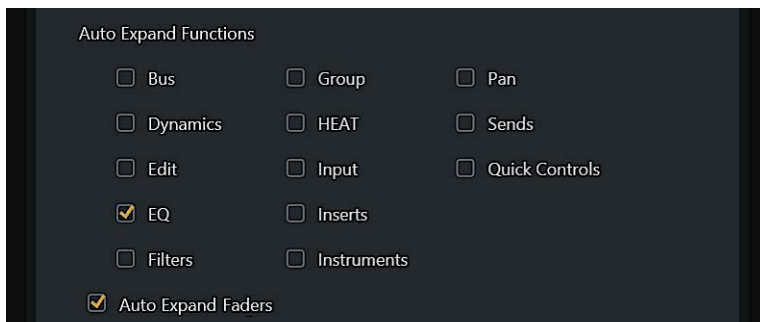 Auto Expand Functions
Bus Group Pan
Dynamics HEAT Sends
Edit Input Quick Controls
EQ Inserts
Filters Instruments
Auto Expand Faders